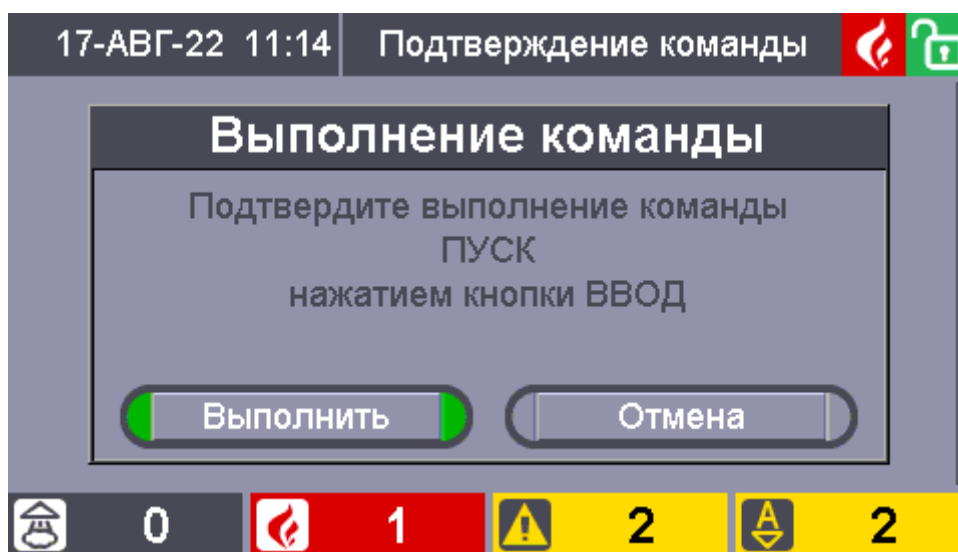 17-АВГ-22 11:14 Подтверждение команды
Выполнение команды
Подтвердите выполнение команды
ПУСК
нажатием кнопки ВВОД
Выполнить Отмена
0 1 2 A 2